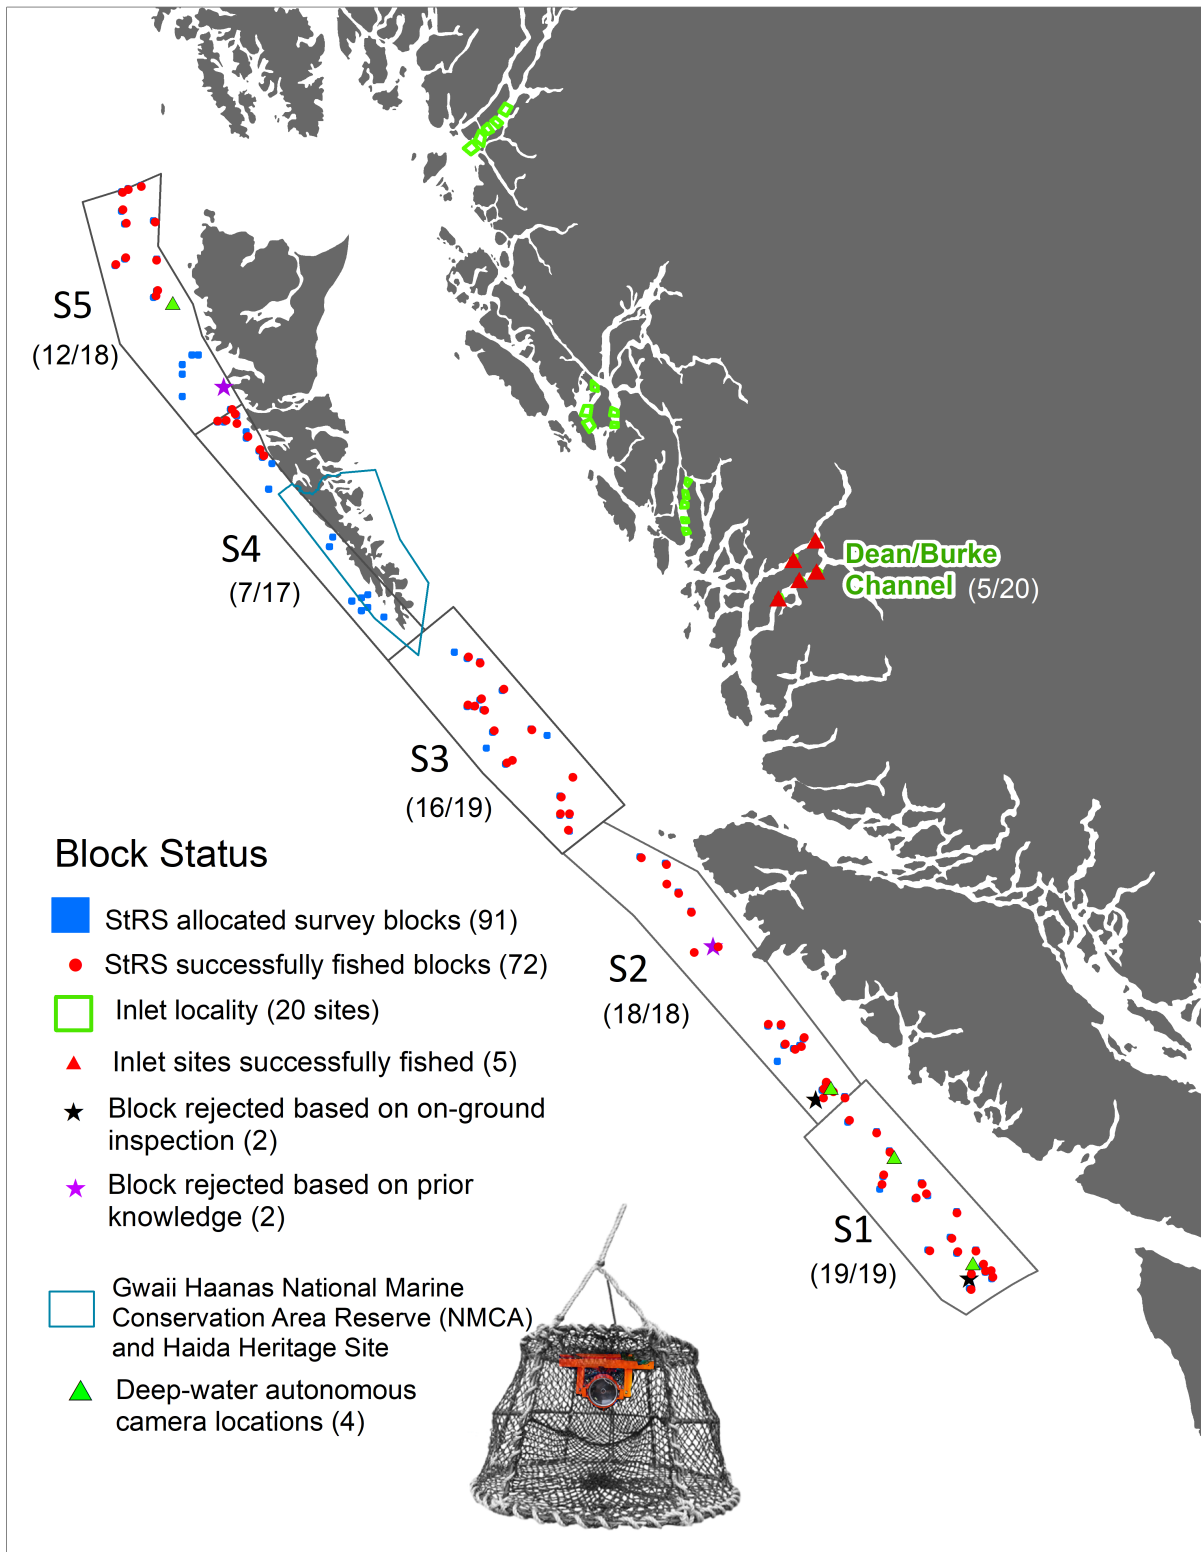 S5
(12/18)
S4
(7/17)
Dean/Burke
Channel (5/20)
S3
(16/19)
S2
(18/18)
S1
(19/19)
Block Status
StRS allocated survey blocks (91)
StRS successfully fished blocks (72)
Inlet locality (20 sites)
Inlet sites successfully fished (5)
Block rejected based on on-ground
inspection (2)
Block rejected based on prior
knowledge (2)
Gwaii Haanas National Marine
Conservation Area Reserve (NMCA)
and Haida Heritage Site
Deep-water autonomous
camera locations (4)